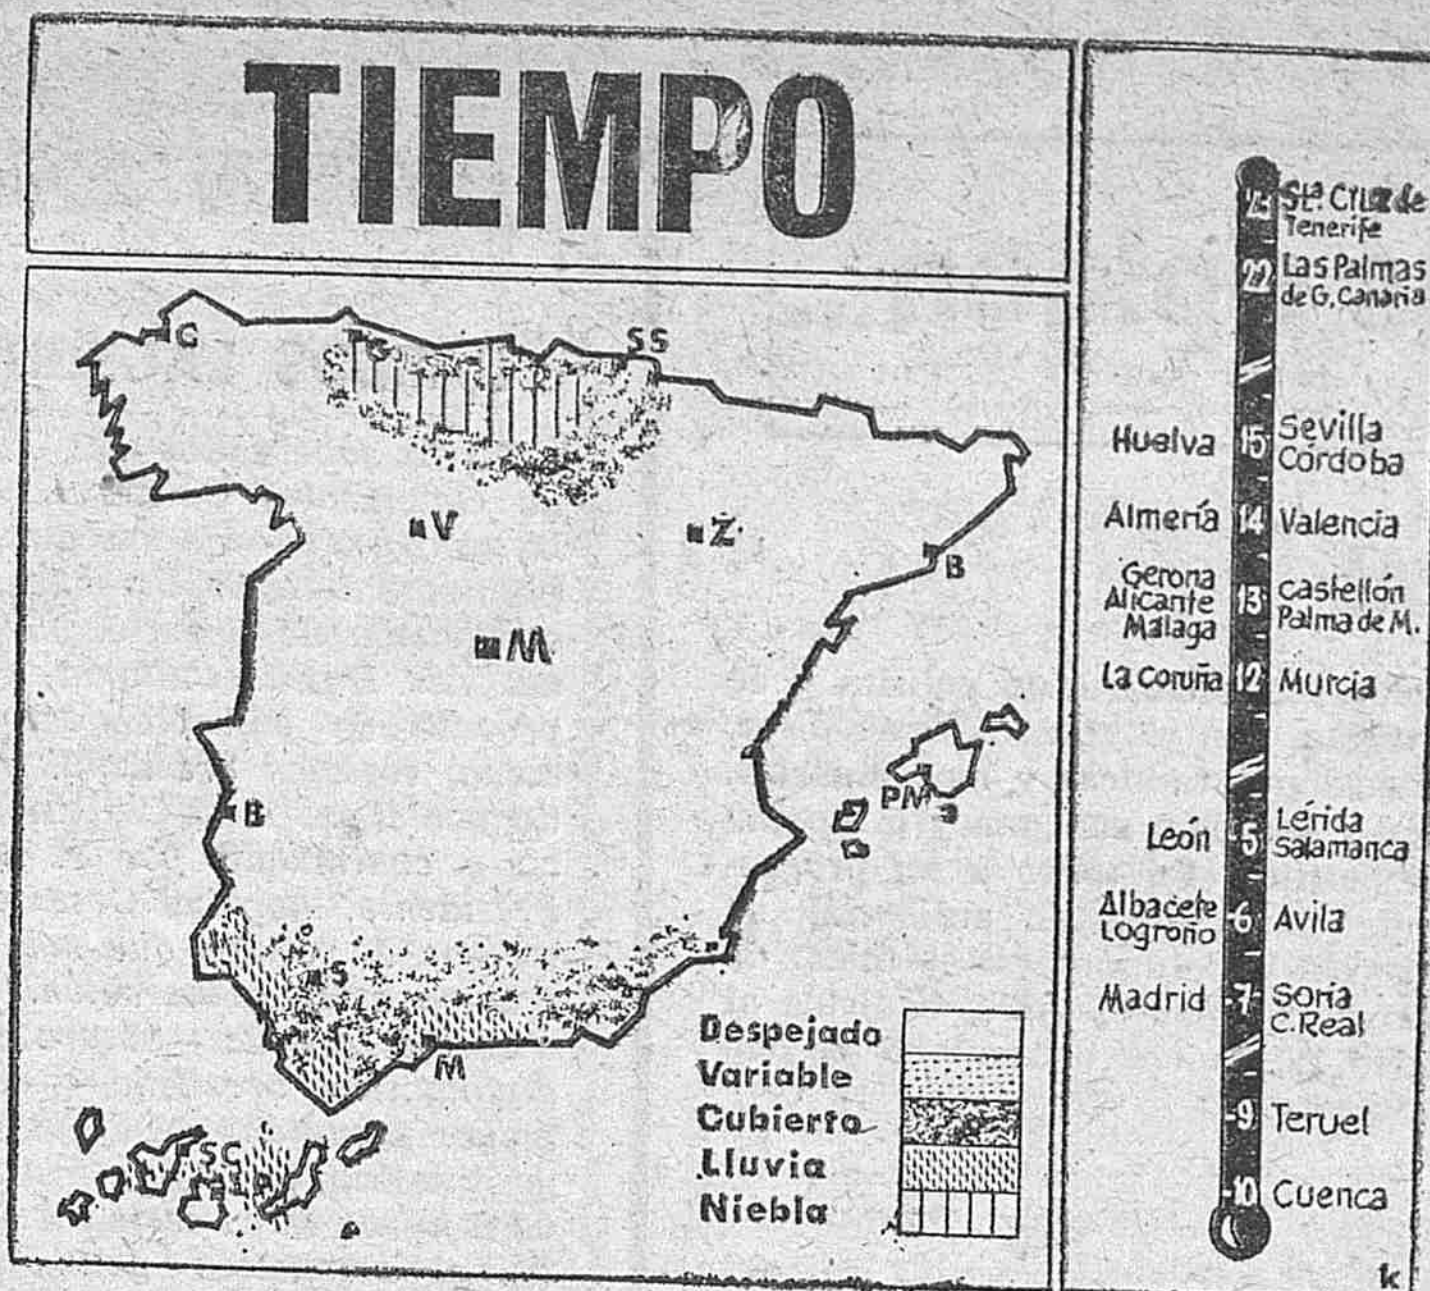 TIEMPO
C
G
SS
V
Z
B
M
PM
B
S
M
SC
LP
Despejado
Variable
Cubierto
Lluvia
Niebla
23 Sta. Cruz de
Tenerife
22 Las Palmas
de G. Canaria
Huelva 15 Sevilla
Córdoba
Almería 14 Valencia
Gerona
Alicante 13 Castellón
Málaga Palma de M.
La Coruña 12 Murcia
León -5 Lérida
Salamanca
Albacete -6 Avila
Logroño
Madrid -7 Soria
C. Real
-9 Teruel
-10 Cuenca
k